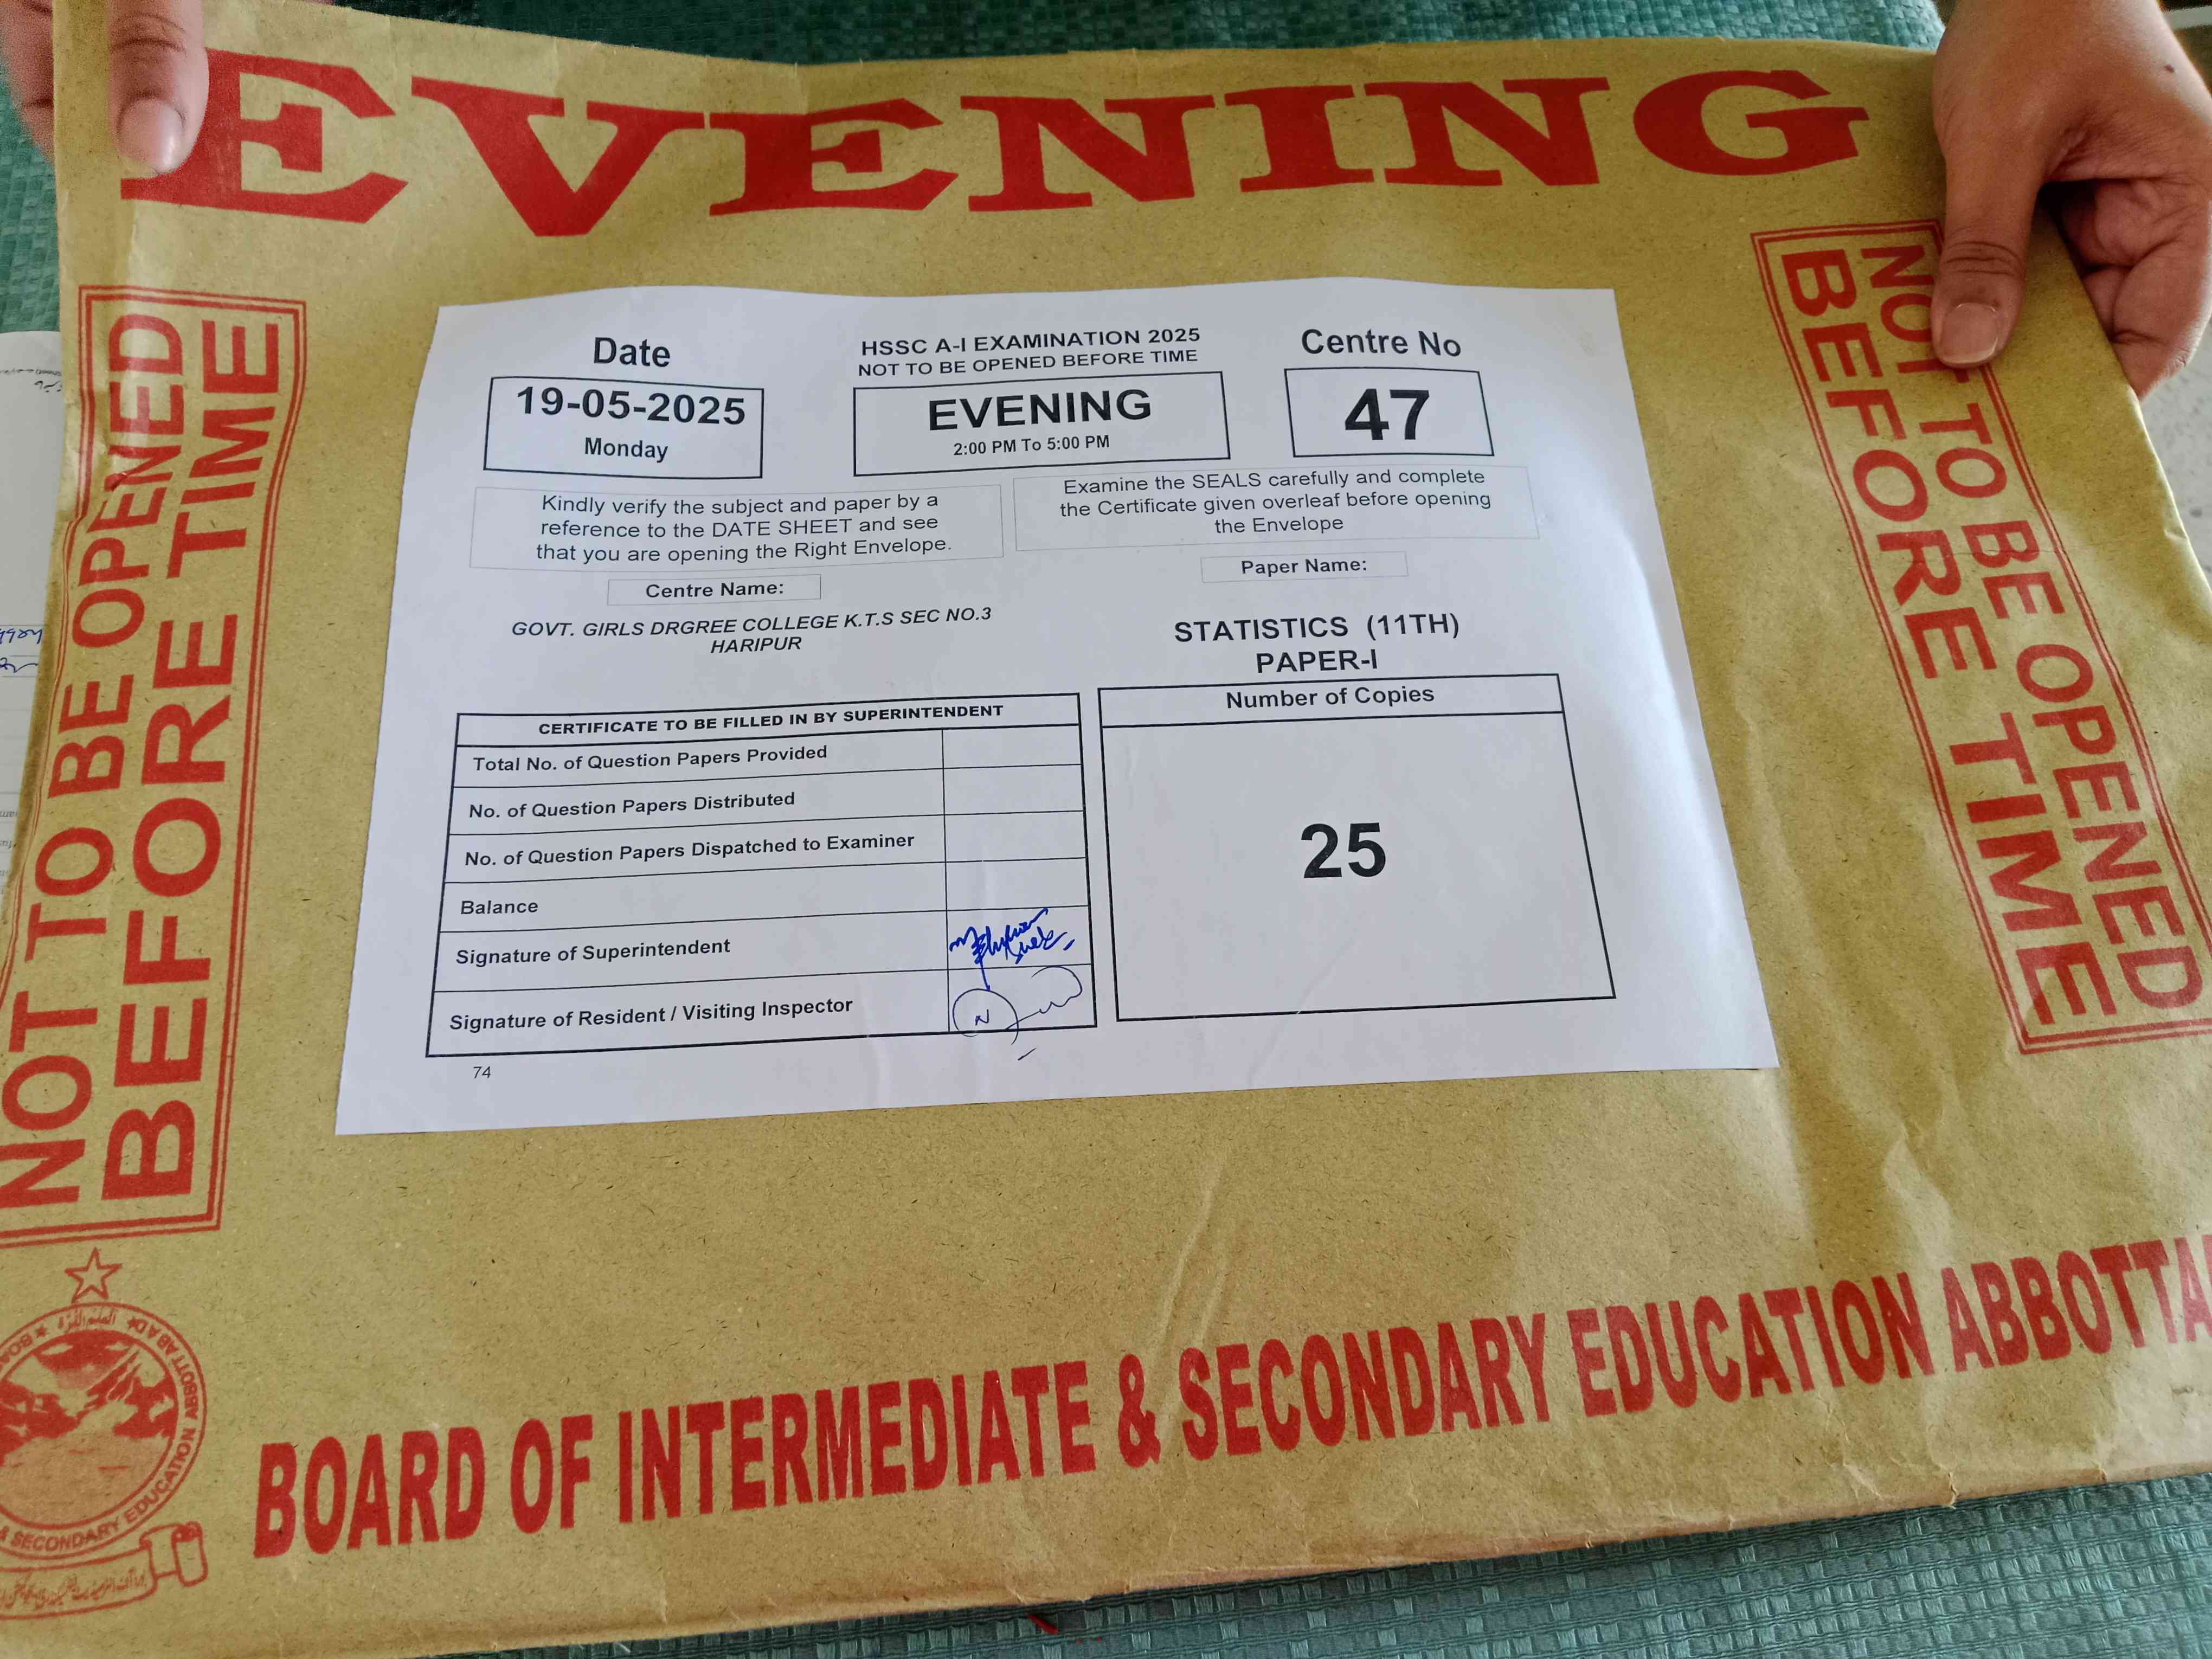 EVENING
NOT TO BE OPENED
BEFORE TIME
NOT TO BE OPENED
BEFORE TIME
Date
19-05-2025
Monday
HSSC A-I EXAMINATION 2025
NOT TO BE OPENED BEFORE TIME
EVENING
2:00 PM To 5:00 PM
Centre No
47
Kindly verify the subject and paper by a
reference to the DATE SHEET and see
that you are opening the Right Envelope.
Examine the SEALS carefully and complete
the Certificate given overleaf before opening
the Envelope
Centre Name:
GOVT. GIRLS DRGREE COLLEGE K.T.S SEC NO.3
HARIPUR
Paper Name:
STATISTICS (11TH)
PAPER-I
CERTIFICATE TO BE FILLED IN BY SUPERINTENDENT
Total No. of Question Papers Provided
No. of Question Papers Distributed
No. of Question Papers Dispatched to Examiner
Balance
Signature of Superintendent
Signature of Resident / Visiting Inspector
Number of Copies
25
74
& SECONDARY EDUCATION ABBOTTABAD
BOARD OF INTERMEDIATE & SECONDARY EDUCATION ABBOTTA